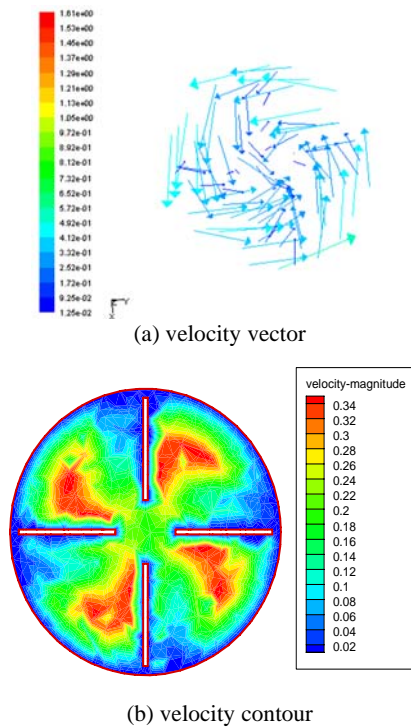 1.61e+00
1.53e+00
1.45e+00
1.37e+00
1.29e+00
1.21e+00
1.13e+00
1.05e+00
9.72e-01
8.92e-01
8.12e-01
7.32e-01
6.52e-01
5.72e-01
4.92e-01
4.12e-01
3.32e-01
2.52e-01
1.72e-01
9.25e-02
1.25e-02
Y
X
(a) velocity vector
velocity-magnitude
0.34
0.32
0.3
0.28
0.26
0.24
0.22
0.2
0.18
0.16
0.14
0.12
0.1
0.08
0.06
0.04
0.02
(b) velocity contour